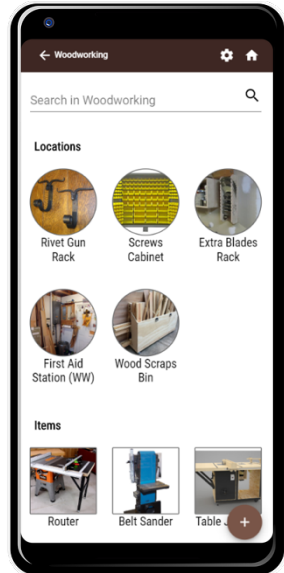 Woodworking
Search in Woodworking
Locations
Rivet Gun
Rack
Screws
Cabinet
Extra Blades
Rack
First Aid
Station (WW)
Wood Scraps
Bin
Items
Router
Belt Sander
Table